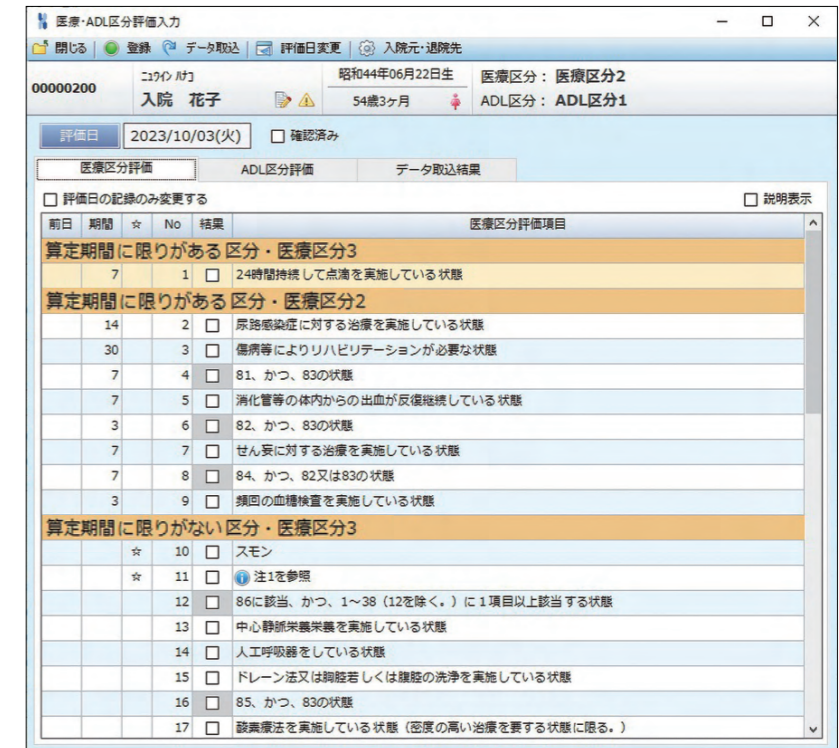 医療・ADL区分評価入力
閉じる 登録 データ取込 評価日変更 入院元・退院先
00000200
ﾆｭｳｲﾝ ﾊﾅｺ
入院 花子
昭和44年06月22日生
54歳3ヶ月
医療区分： 医療区分2
ADL区分： ADL区分1
評価日 2023/10/03(火) 確認済み
医療区分評価 ADL区分評価 データ取込結果
評価日の記録のみ変更する 説明表示
前日 期間 ☆ No 結果 医療区分評価項目
算定期間に限りがある区分・医療区分3
7 1 24時間持続して点滴を実施している状態
算定期間に限りがある区分・医療区分2
14 2 尿路感染症に対する治療を実施している状態
30 3 傷病等によりリハビリテーションが必要な状態
7 4 81、かつ、83の状態
7 5 消化管等の体内からの出血が反復継続している状態
3 6 82、かつ、83の状態
7 7 せん妄に対する治療を実施している状態
7 8 84、かつ、82又は83の状態
3 9 頻回の血糖検査を実施している状態
算定期間に限りがない区分・医療区分3
☆ 10 スモン
☆ 11 注1を参照
12 86に該当、かつ、1～38（12を除く。）に1項目以上該当する状態
13 中心静脈栄養栄養を実施している状態
14 人工呼吸器をしている状態
15 ドレーン法又は胸腔若しくは腹腔の洗浄を実施している状態
16 85、かつ、83の状態
17 酸素療法を実施している状態（密度の高い治療を要する状態に限る。）